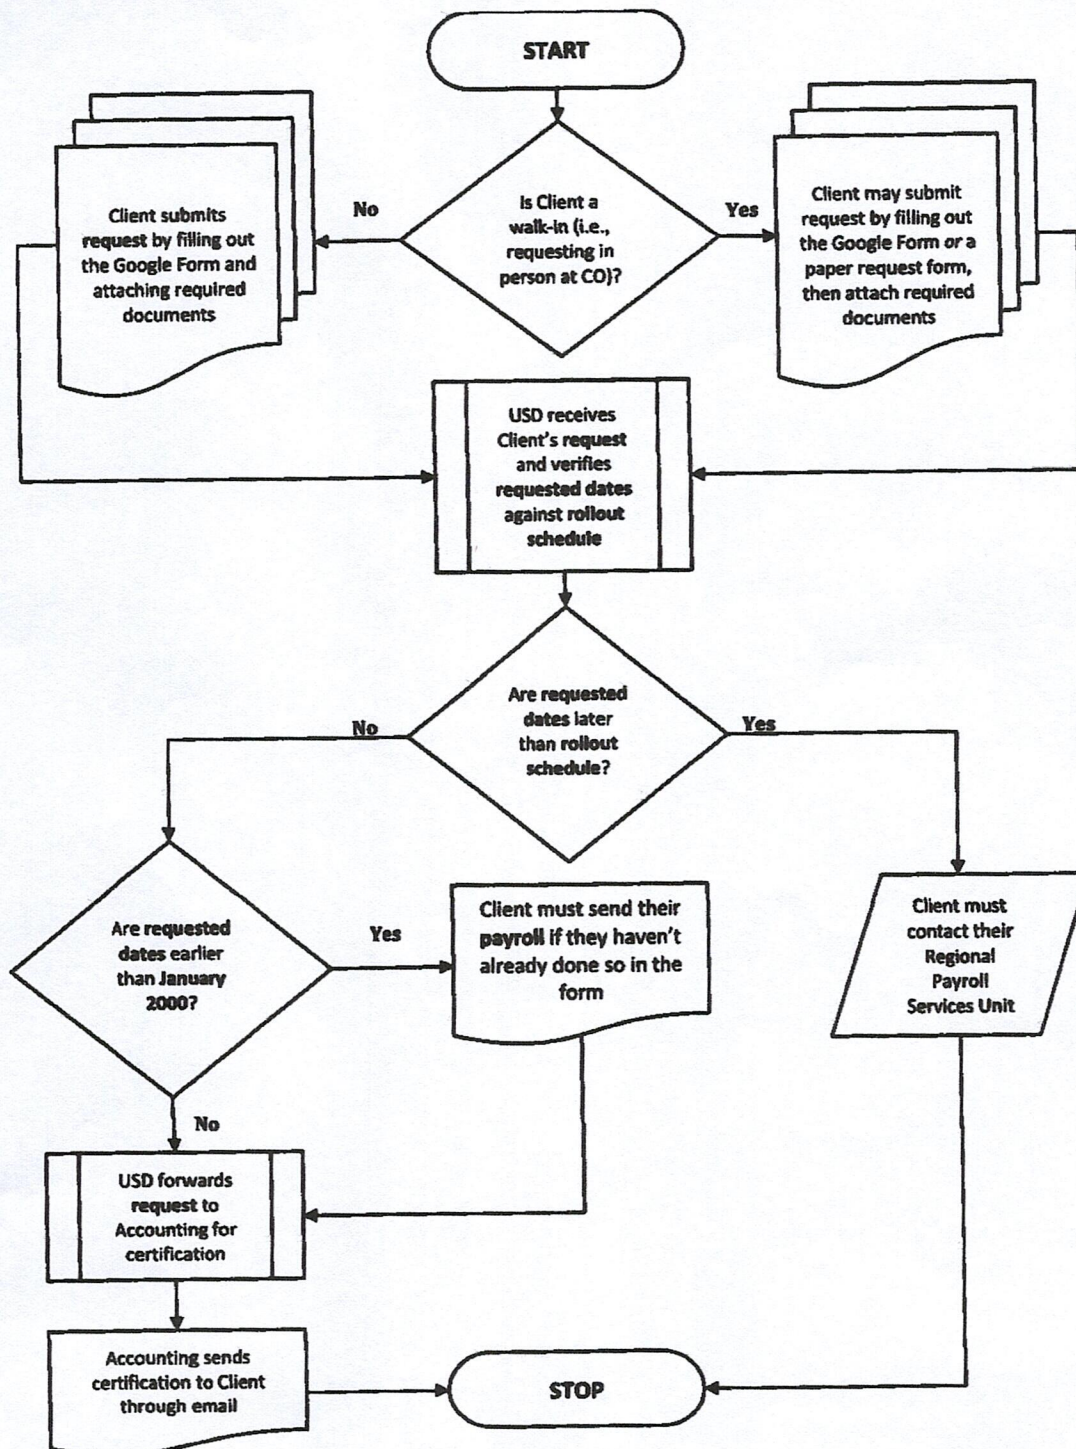 START
Is Client a
walk-in (i.e.,
requesting in
person at CO)?
No
Yes
Client submits
request by filling out
the Google Form and
attaching required
documents
Client may submit
request by filling out
the Google Form or a
paper request form,
then attach required
documents
USD receives
Client's request
and verifies
requested dates
against rollout
schedule
Are requested
dates later
than rollout
schedule?
No
Yes
Are requested
dates earlier
than January
2000?
Yes
Client must send their
payroll if they haven't
already done so in the
form
Client must
contact their
Regional
Payroll
Services Unit
No
USD forwards
request to
Accounting for
certification
Accounting sends
certification to Client
through email
STOP